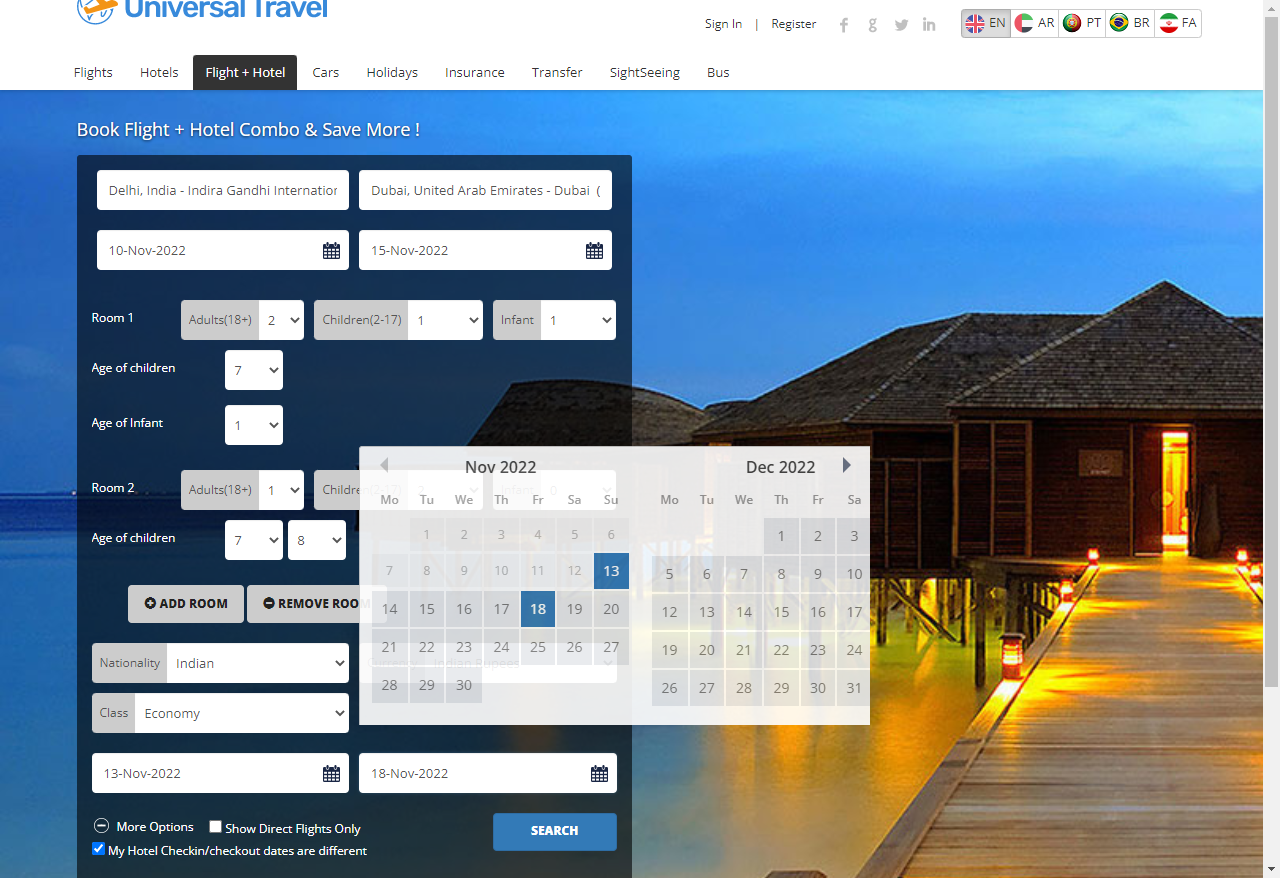 Universal Travel
Sign In | Register
EN AR PT BR FA
Flights Hotels Flight + Hotel Cars Holidays Insurance Transfer SightSeeing Bus
Book Flight + Hotel Combo & Save More !
Delhi, India - Indira Gandhi Internation Dubai, United Arab Emirates - Dubai (
10-Nov-2022 15-Nov-2022
Room 1 Adults(18+) 2 Children(2-17) 1 Infant 1
Age of children 7
Age of Infant 1
Room 2 Adults(18+) 1 Children(2-17) Infant 0
Age of children 7 8
ADD ROOM REMOVE ROOM
Nationality Indian
Currency Indian Rupees
Class Economy
13-Nov-2022 18-Nov-2022
More Options Show Direct Flights Only
SEARCH
My Hotel Checkin/checkout dates are different
Nov 2022
Mo Tu We Th Fr Sa Su
1 2 3 4 5 6
7 8 9 10 11 12 13
14 15 16 17 18 19 20
21 22 23 24 25 26 27
28 29 30
Dec 2022
Mo Tu We Th Fr Sa
1 2 3
5 6 7 8 9 10
12 13 14 15 16 17
19 20 21 22 23 24
26 27 28 29 30 31